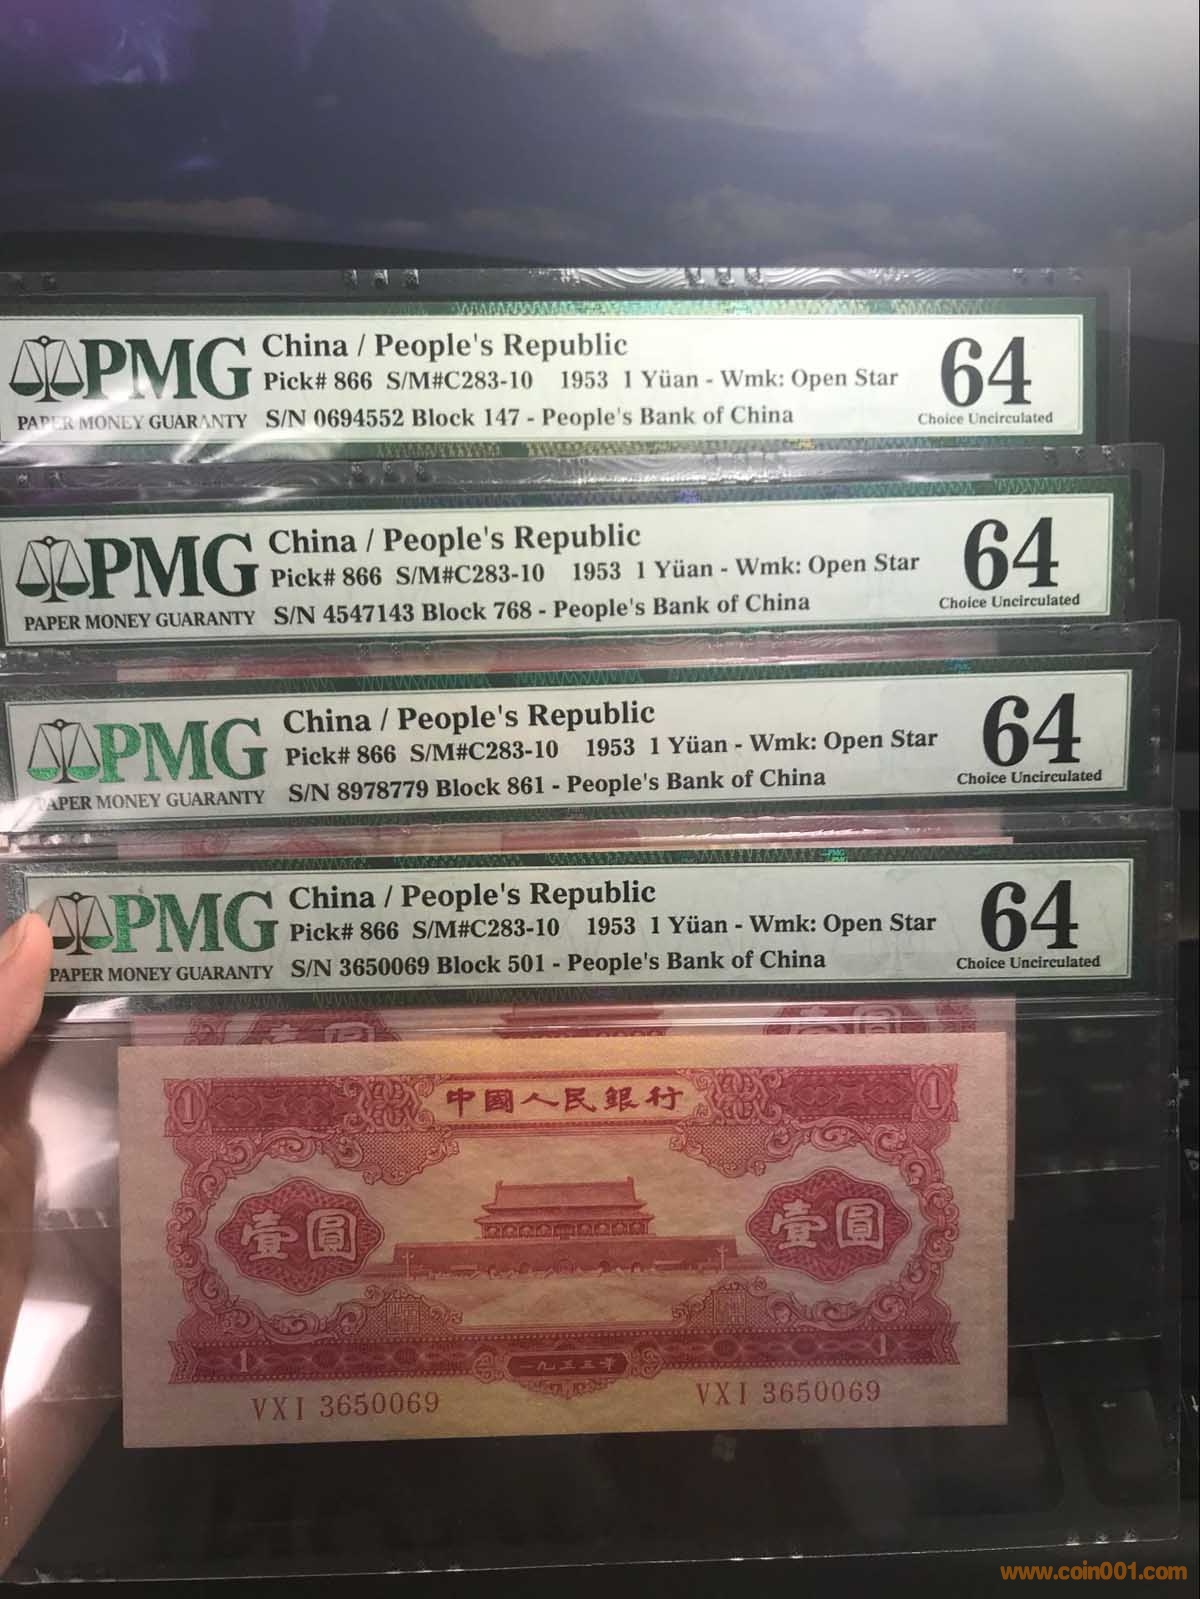 PMG
PAPER MONEY GUARANTY
China / People's Republic
Pick# 866 S/M#C283-10 1953 1 Yüan - Wmk: Open Star
S/N 0694552 Block 147 - People's Bank of China
64
Choice Uncirculated
PMG
PAPER MONEY GUARANTY
China / People's Republic
Pick# 866 S/M#C283-10 1953 1 Yüan - Wmk: Open Star
S/N 4547143 Block 768 - People's Bank of China
64
Choice Uncirculated
PMG
PAPER MONEY GUARANTY
China / People's Republic
Pick# 866 S/M#C283-10 1953 1 Yüan - Wmk: Open Star
S/N 8978779 Block 861 - People's Bank of China
64
Choice Uncirculated
PMG
PAPER MONEY GUARANTY
China / People's Republic
Pick# 866 S/M#C283-10 1953 1 Yüan - Wmk: Open Star
S/N 3650069 Block 501 - People's Bank of China
64
Choice Uncirculated
壹圓
1 中國人民銀行 1
壹圓 壹圓
1 一九五三年 1
VXI 3650069 VXI 3650069
www.coin001.com